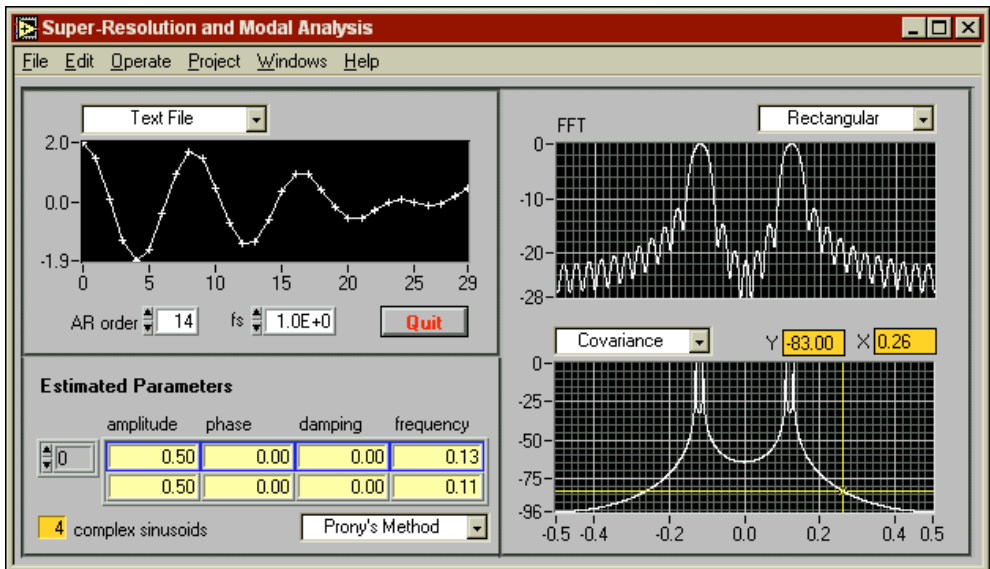 Super-Resolution and Modal Analysis
File Edit Operate Project Windows Help
Text File
2.0
0.0
-1.9
0 5 10 15 20 25 29
AR order 14 fs 1.0E+0 Quit
FFT Rectangular
0
-10
-20
-28
Covariance Y -83.00 X 0.26
0
-25
-50
-75
-96
-0.5 -0.4 -0.2 0.0 0.2 0.4 0.5
Estimated Parameters
amplitude phase damping frequency
0 0.50 0.00 0.00 0.13
0.50 0.00 0.00 0.11
4 complex sinusoids Prony's Method